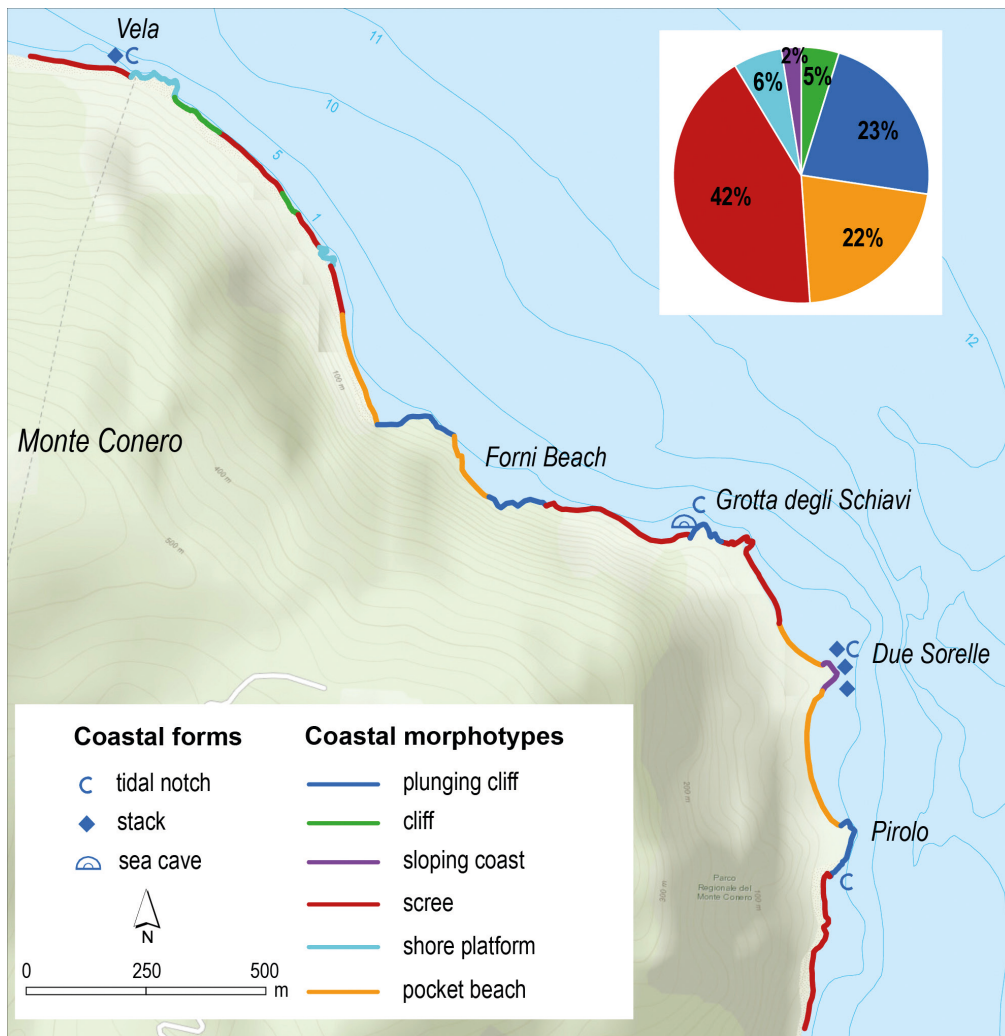 Vela
11
10
5
1
12
2%
5%
6%
23%
42%
22%
100 m
Monte Conero
400 m
500 m
Forni Beach
Grotta degli Schiavi
Due Sorelle
Pirolo
200 m
300 m
100 m
Parco
Regionale del
Monte Conero
Coastal forms
tidal notch
stack
sea cave
N
0 250 500
m
Coastal morphotypes
plunging cliff
cliff
sloping coast
scree
shore platform
pocket beach